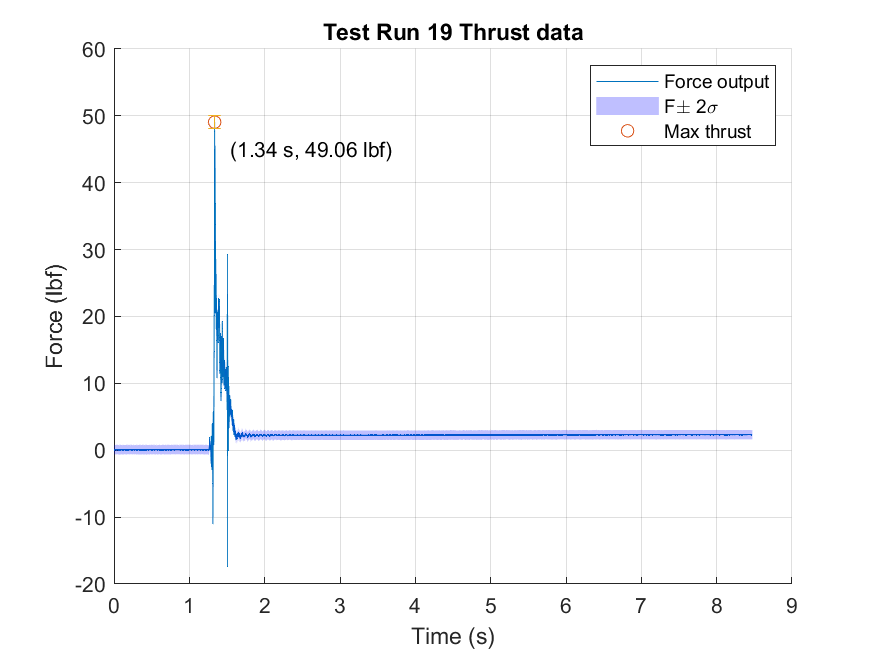 Test Run 19 Thrust data
60
50
40
30
20
10
0
-10
-20
Force (lbf)
Force output
F± 2σ
Max thrust
(1.34 s, 49.06 lbf)
0 1 2 3 4 5 6 7 8 9
Time (s)